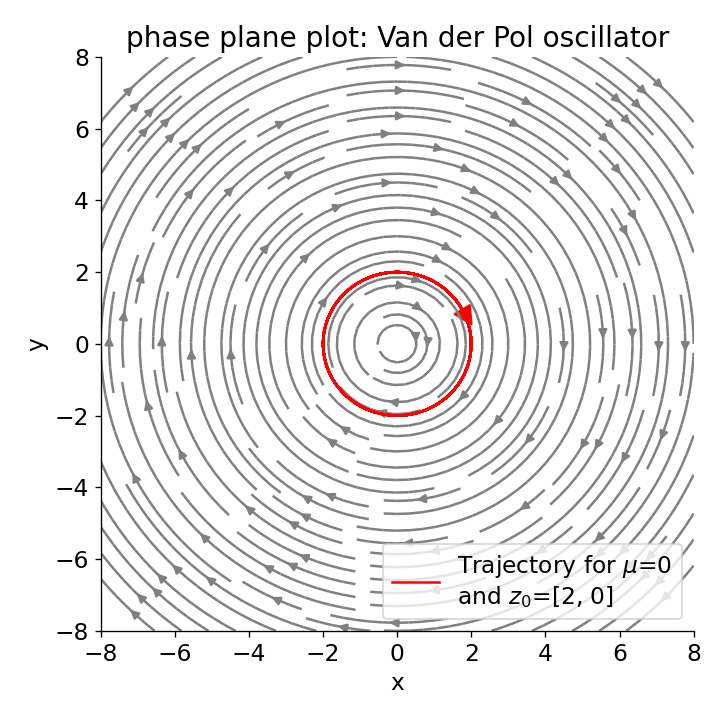 phase plane plot: Van der Pol oscillator
8
6
4
2
0
−2
−4
−6
−8
y
Trajectory for μ=0
and z₀=[2, 0]
−8 −6 −4 −2 0 2 4 6 8
x